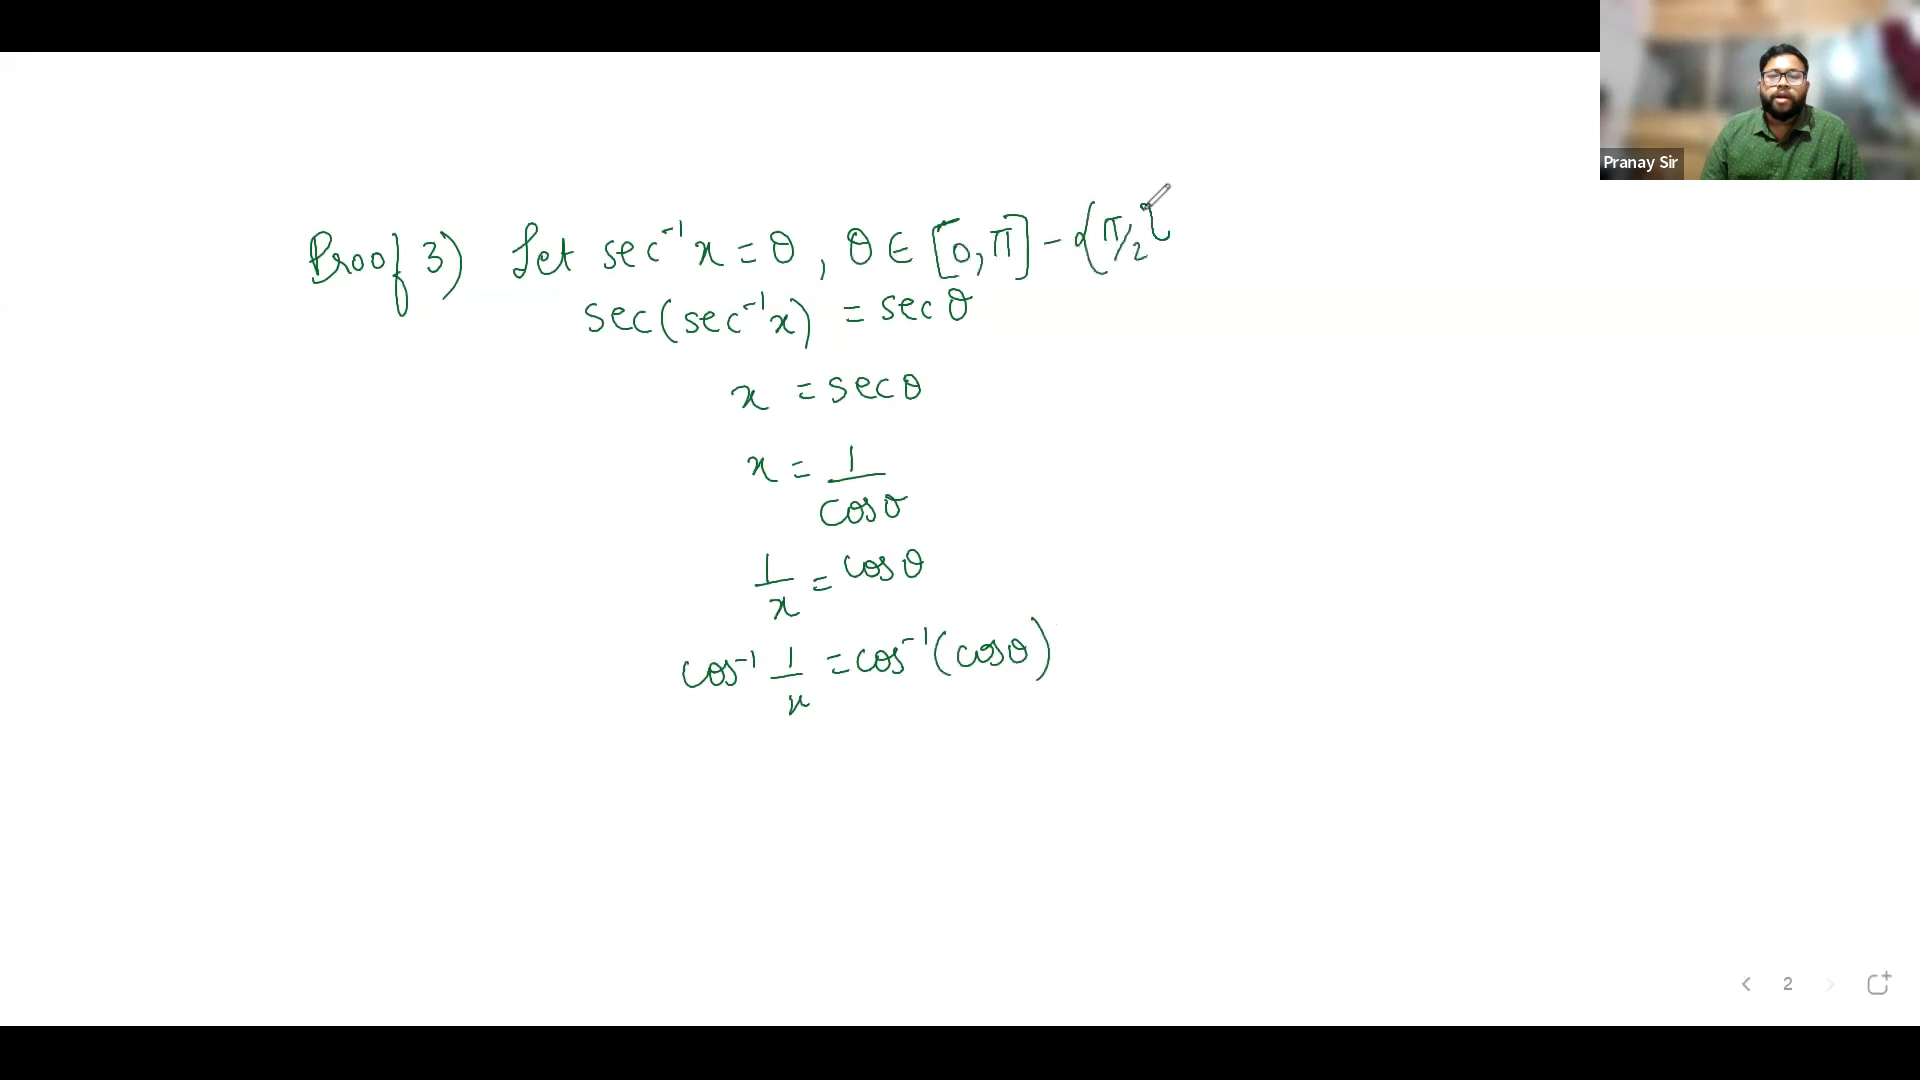 Pranay Sir
Proof 3) Let sec⁻¹x = θ, θ ∈ [0, π] - {π/2}
sec(sec⁻¹x) = sec θ
x = sec θ
x = 1/cos θ
1/x = cos θ
cos⁻¹ 1/x = cos⁻¹(cos θ)
2